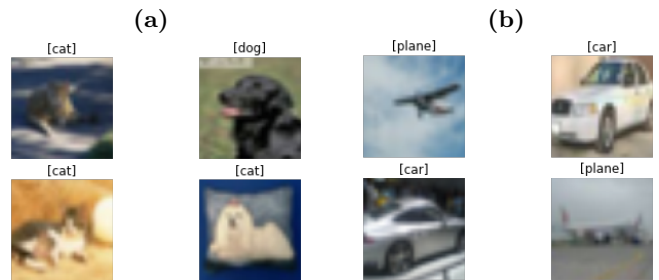 (a) (b)
[cat] [dog] [plane] [car]
[cat] [cat] [car] [plane]